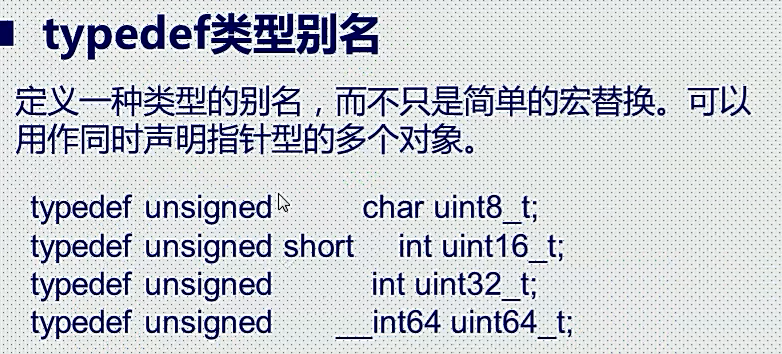 typedef类型别名
定义一种类型的别名，而不只是简单的宏替换。可以
用作同时声明指针型的多个对象。
typedef unsigned char uint8_t;
typedef unsigned short int uint16_t;
typedef unsigned int uint32_t;
typedef unsigned __int64 uint64_t;